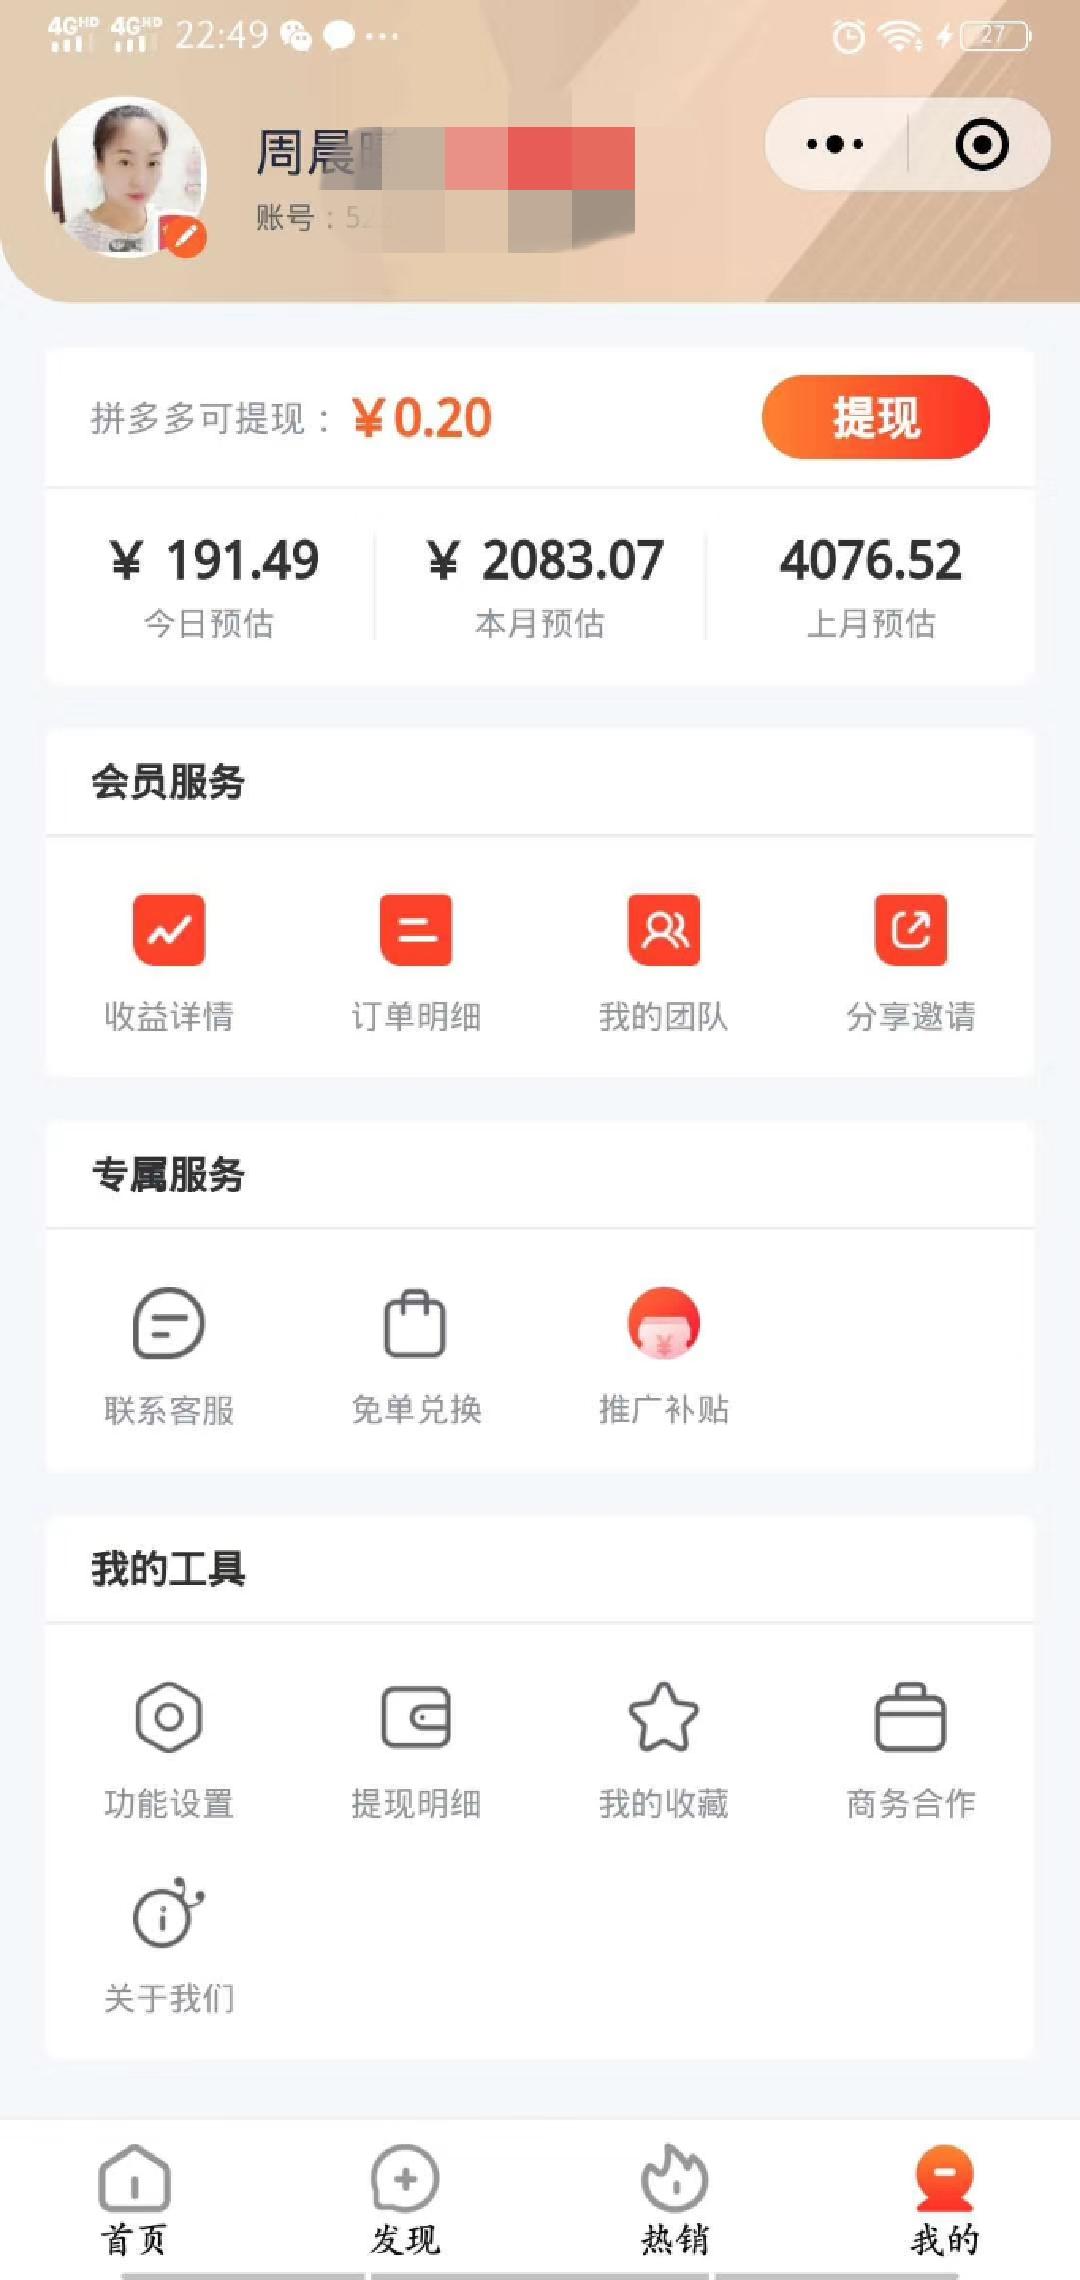 4G HD 4G HD 22:49 27
周晨
账号：52
拼多多可提现：￥0.20 提现
￥ 191.49 ￥ 2083.07 4076.52
今日预估 本月预估 上月预估
会员服务
收益详情 订单明细 我的团队 分享邀请
专属服务
联系客服 免单兑换 推广补贴
我的工具
功能设置 提现明细 我的收藏 商务合作
关于我们
首页 发现 热销 我的